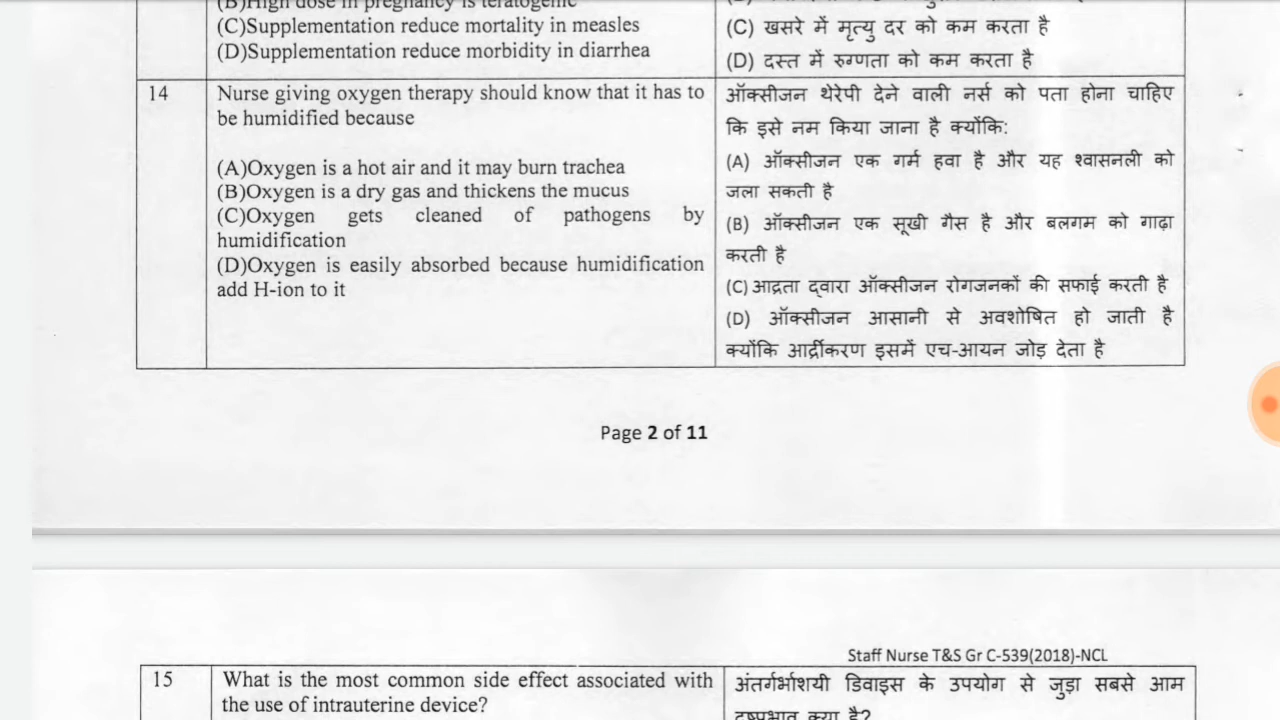 (B)High dose in pregnancy is teratogenic
(C)Supplementation reduce mortality in measles
(D)Supplementation reduce morbidity in diarrhea
(C) खसरे में मृत्यु दर को कम करता है
(D) दस्त में रुग्णता को कम करता है
14
Nurse giving oxygen therapy should know that it has to
be humidified because
(A)Oxygen is a hot air and it may burn trachea
(B)Oxygen is a dry gas and thickens the mucus
(C)Oxygen gets cleaned of pathogens by
humidification
(D)Oxygen is easily absorbed because humidification
add H-ion to it
ऑक्सीजन थेरेपी देने वाली नर्स को पता होना चाहिए
कि इसे नम किया जाना है क्योंकि:
(A) ऑक्सीजन एक गर्म हवा है और यह श्वासनली को
जला सकती है
(B) ऑक्सीजन एक सूखी गैस है और बलगम को गाढ़ा
करती है
(C) आद्रता द्वारा ऑक्सीजन रोगजनकों की सफाई करती है
(D) ऑक्सीजन आसानी से अवशोषित हो जाती है
क्योंकि आर्द्रीकरण इसमें एच-आयन जोड़ देता है
Page 2 of 11
Staff Nurse T&S Gr C-539(2018)-NCL
15
What is the most common side effect associated with
the use of intrauterine device?
अंतर्गर्भाशयी डिवाइस के उपयोग से जुड़ा सबसे आम
दुष्प्रभाव क्या है?